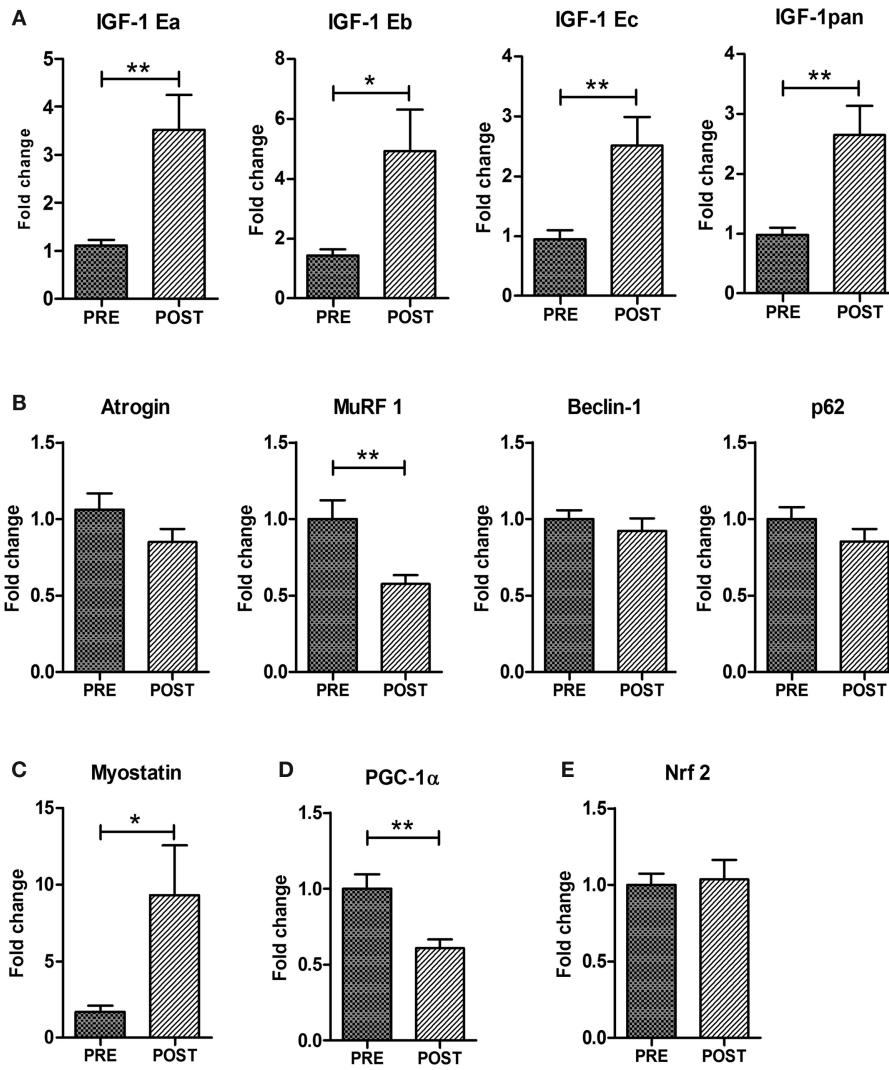 A
IGF-1 Ea
IGF-1 Eb
IGF-1 Ec
IGF-1pan
**
*
**
**
Fold change
5
4
3
2
1
0
PRE POST
Fold change
8
6
4
2
0
PRE POST
Fold change
4
3
2
1
0
PRE POST
Fold change
4
3
2
1
0
PRE POST
B
Atrogin
MuRF 1
Beclin-1
p62
**
Fold change
1.5
1.0
0.5
0.0
PRE POST
Fold change
1.5
1.0
0.5
0.0
PRE POST
Fold change
1.5
1.0
0.5
0.0
PRE POST
Fold change
1.5
1.0
0.5
0.0
PRE POST
C
Myostatin
*
Fold change
15
10
5
0
PRE POST
D
PGC-1α
**
Fold change
1.5
1.0
0.5
0.0
PRE POST
E
Nrf 2
Fold change
1.5
1.0
0.5
0.0
PRE POST